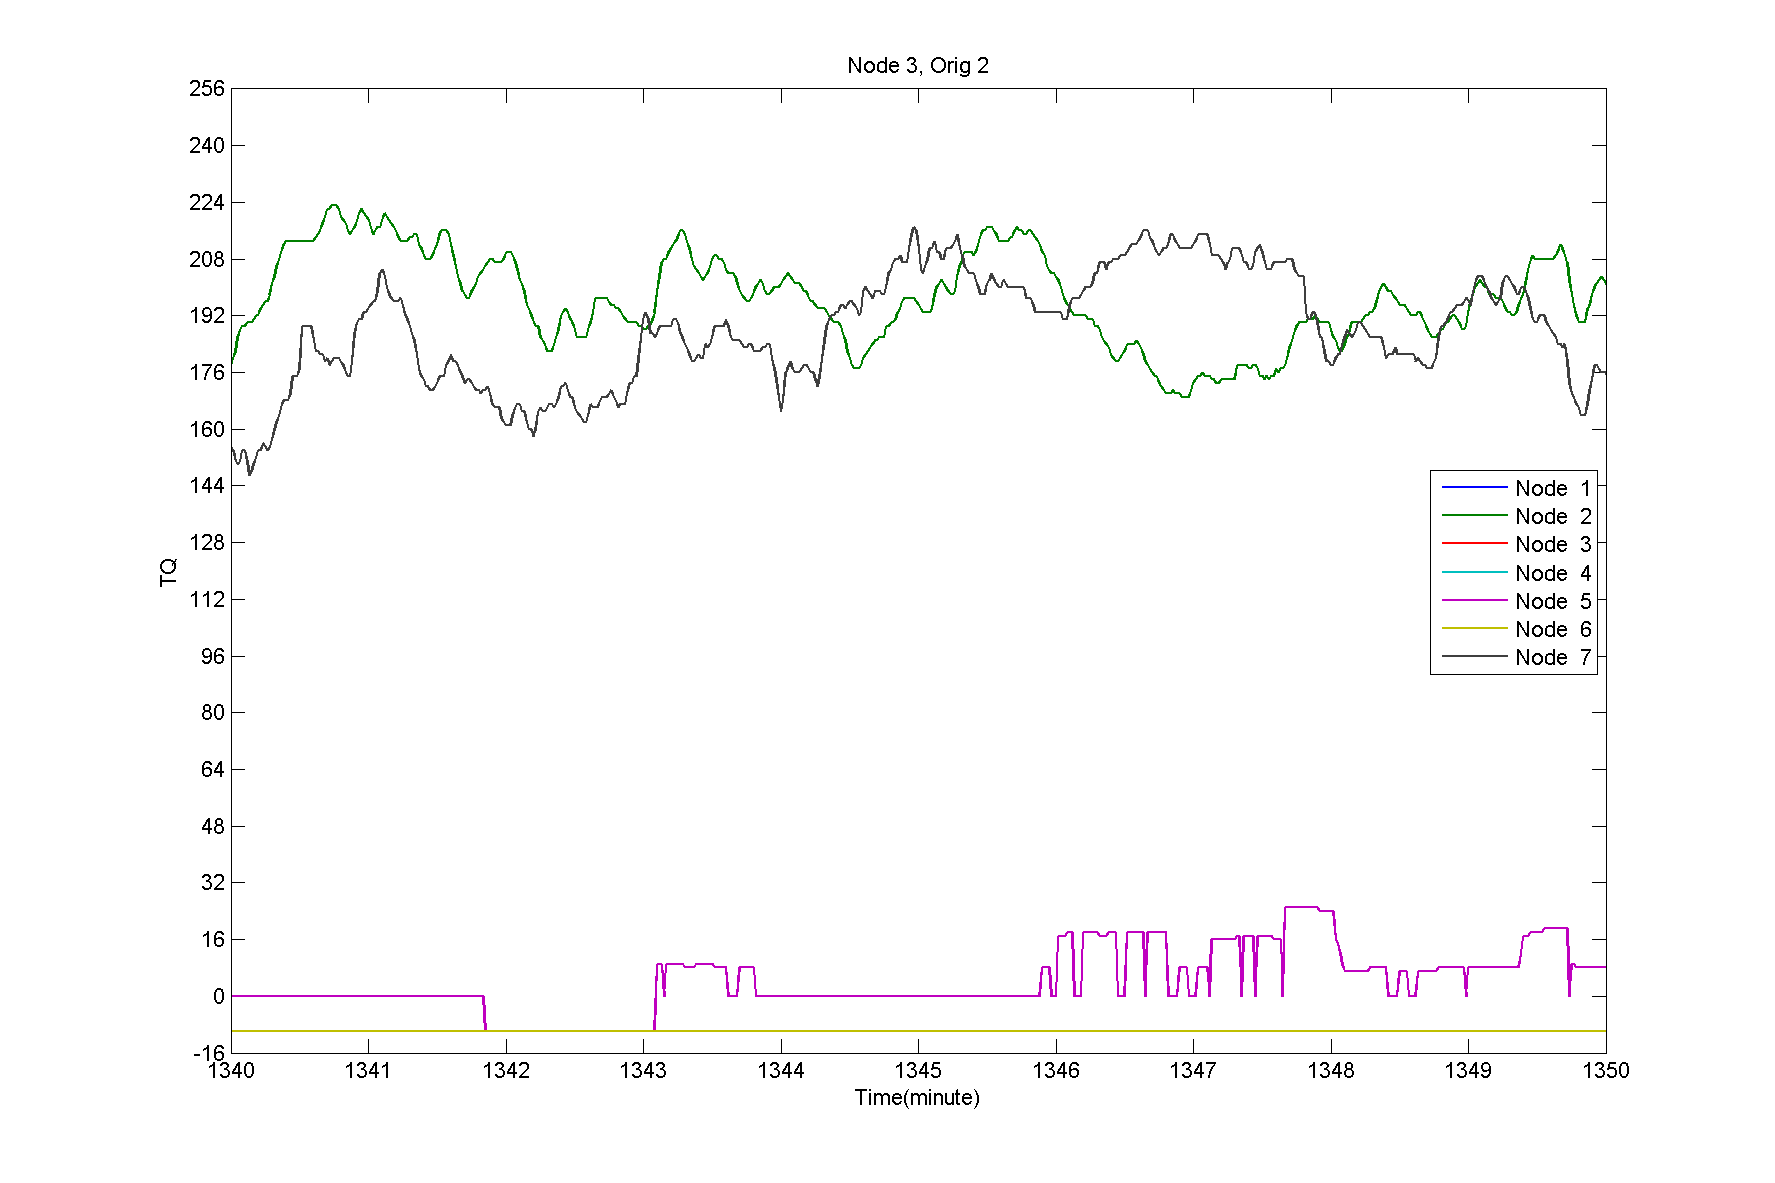 Node 3, Orig 2
256
240
224
208
192
176
160
144
128
112
96
80
64
48
32
16
0
-16
TQ
Node 1
Node 2
Node 3
Node 4
Node 5
Node 6
Node 7
1340 1341 1342 1343 1344 1345 1346 1347 1348 1349 1350
Time(minute)